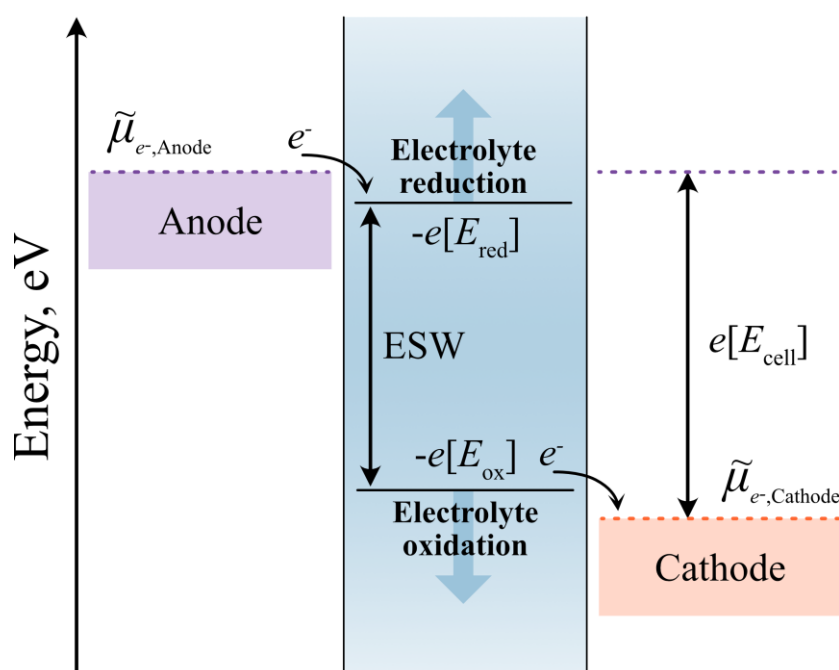 Energy, eV
μ̃e-,Anode
Anode
e-
Electrolyte
reduction
-e[Ered]
ESW
-e[Eox]
e-
Electrolyte
oxidation
e[Ecell]
μ̃e-,Cathode
Cathode